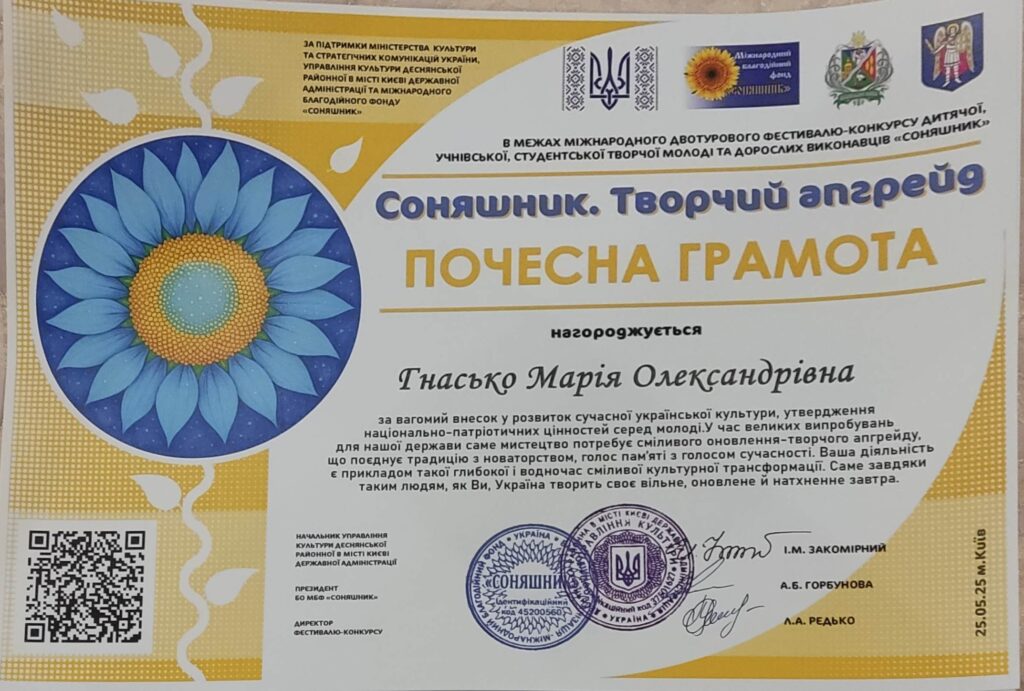 ЗА ПІДТРИМКИ МІНІСТЕРСТВА КУЛЬТУРИ
ТА СТРАТЕГІЧНИХ КОМУНІКАЦІЙ УКРАЇНИ,
УПРАВЛІННЯ КУЛЬТУРИ ДЕСНЯНСЬКОЇ
РАЙОННОЇ В МІСТІ КИЄВІ ДЕРЖАВНОЇ
АДМІНІСТРАЦІЇ ТА МІЖНАРОДНОГО
БЛАГОДІЙНОГО ФОНДУ
«СОНЯШНИК»
Міжнародний
благодійний
фонд
«СОНЯШНИК»
В МЕЖАХ МІЖНАРОДНОГО ДВОТУРОВОГО ФЕСТИВАЛЮ-КОНКУРСУ ДИТЯЧОЇ,
УЧНІВСЬКОЇ, СТУДЕНТСЬКОЇ ТВОРЧОЇ МОЛОДІ ТА ДОРОСЛИХ ВИКОНАВЦІВ «СОНЯШНИК»
Соняшник. Творчий апгрейд
ПОЧЕСНА ГРАМОТА
нагороджується
Гнасько Марія Олександрівна
за вагомий внесок у розвиток сучасної української культури, утвердження
національно-патріотичних цінностей серед молоді.У час великих випробувань
для нашої держави саме мистецтво потребує сміливого оновлення-творчого апгрейду,
що поєднує традицію з новаторством, голос пам'яті з голосом сучасності. Ваша діяльність
є прикладом такої глибокої і водночас сміливої культурної трансформації. Саме завдяки
таким людям, як Ви, Україна творить своє вільне, оновлене й натхненне завтра.
НАЧАЛЬНИК УПРАВЛІННЯ
КУЛЬТУРИ ДЕСНЯНСЬКОЇ
РАЙОННОЇ В МІСТІ КИЄВІ
ДЕРЖАВНОЇ АДМІНІСТРАЦІЇ
І.М. ЗАКОМІРНИЙ
ПРЕЗИДЕНТ
БО МБФ «СОНЯШНИК»
А.Б. ГОРБУНОВА
ДИРЕКТОР
ФЕСТИВАЛЮ-КОНКУРСУ
Л.А. РЕДЬКО
УКРАЇНА
«СОНЯШНИК»
Ідентифікаційний
код 45200560
25.05.25 м.Київ